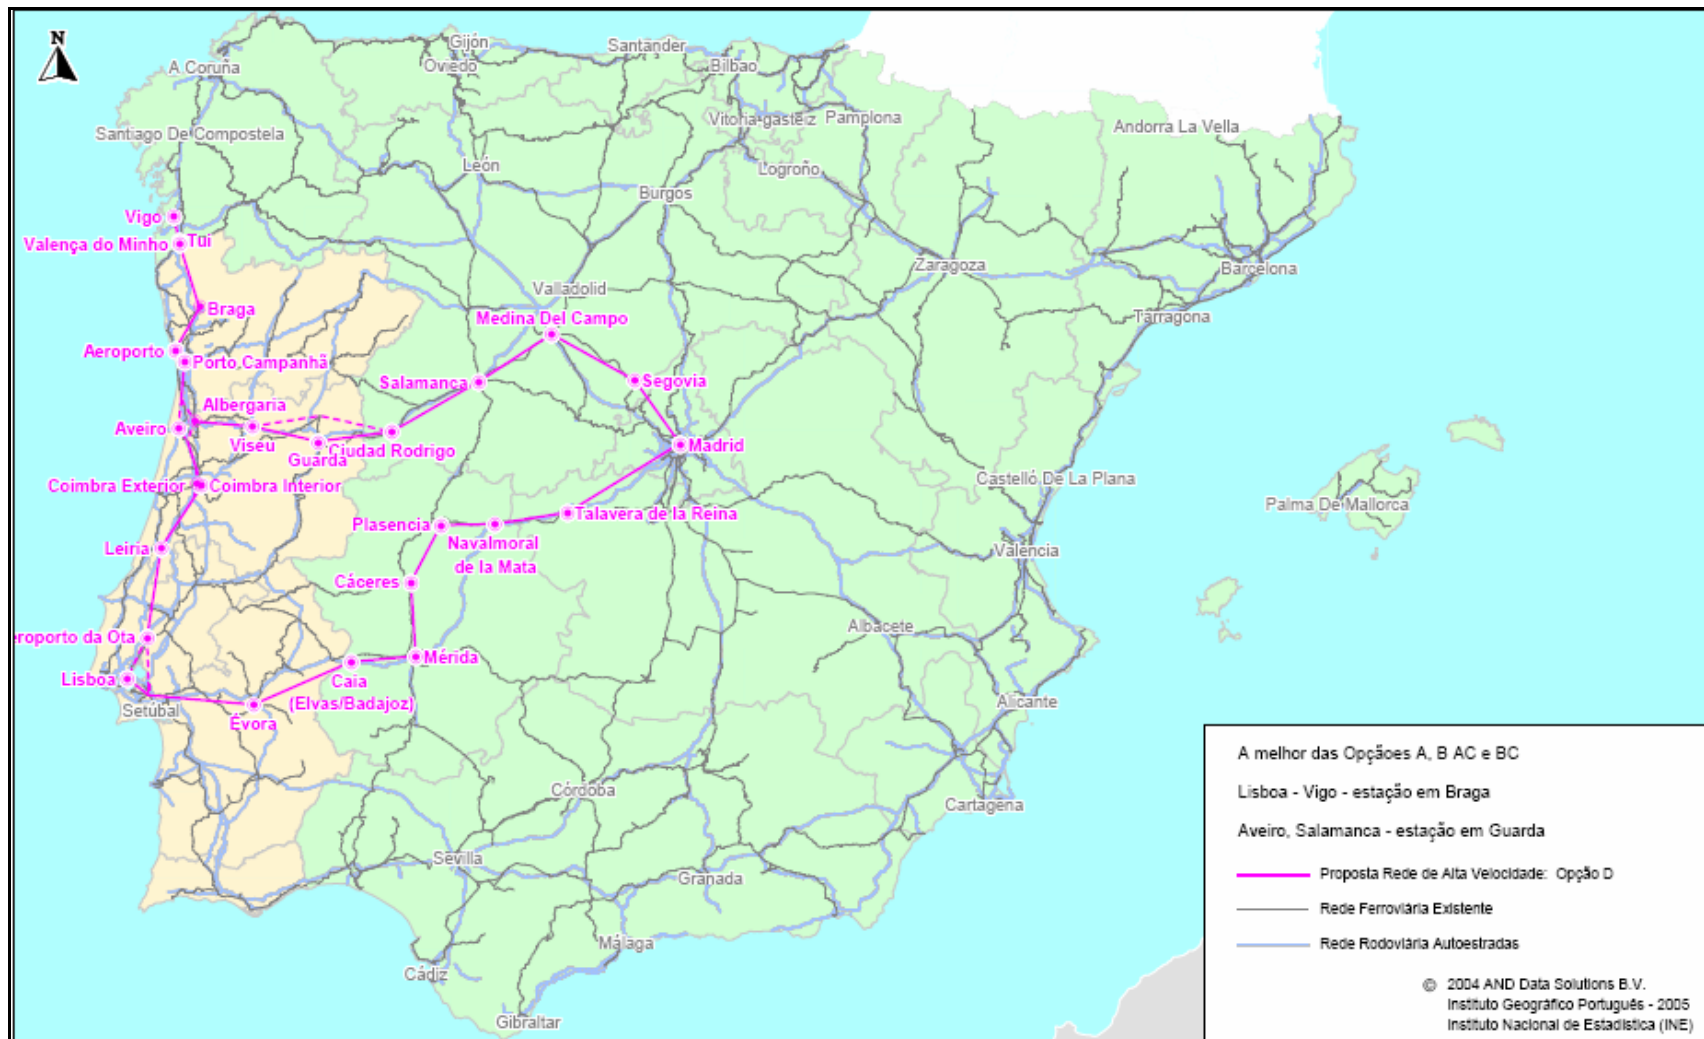 N
Gijón
Santander
A Coruña
Oviedo
Bilbao
Vitoria-gasteiz
Pamplona
Andorra La Vella
Santiago De Compostela
León
Logroño
Burgos
Vigo
Tui
Valença do Minho
Zaragoza
Barcelona
Valladolid
Braga
Medina Del Campo
Tarragona
Aeroporto
Porto Campanhã
Salamanca
Segovia
Albergaria
Aveiro
Viseu
Guarda
Ciudad Rodrigo
Madrid
Coimbra Exterior
Coimbra Interior
Castelló De La Plana
Palma De Mallorca
Plasencia
Talavera de la Reina
Navalmoral
de la Mata
Leiria
Valencia
Cáceres
Albacete
eroporto da Ota
Mérida
Lisboa
Caia
(Elvas/Badajoz)
Setúbal
Évora
Alicante
Córdoba
Cartagena
Sevilla
Granada
Málaga
Cádiz
Gibraltar
A melhor das Opçãoes A, B AC e BC
Lisboa - Vigo - estação em Braga
Aveiro, Salamanca - estação em Guarda
Proposta Rede de Alta Velocidade: Opção D
Rede Ferroviária Existente
Rede Rodoviária Autoestradas
© 2004 AND Data Solutions B.V.
Instituto Geográfico Português - 2005
Instituto Nacional de Estadística (INE)